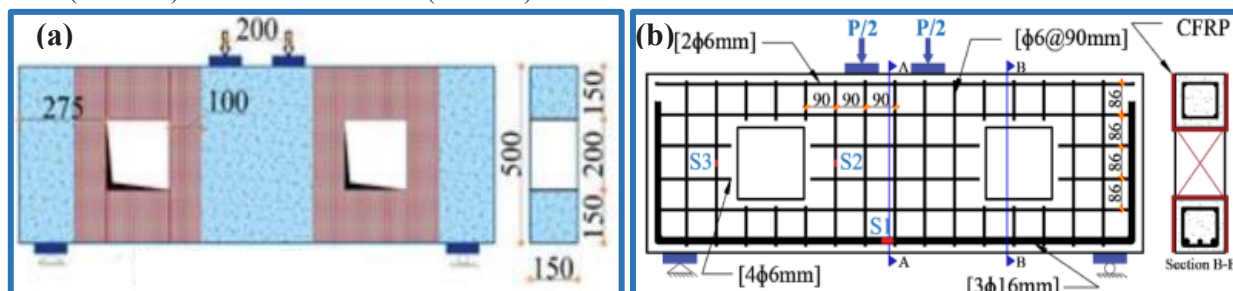 (a)
200
275
100
500
150
200
150
150
(b)
P/2
P/2
[2ϕ6mm]
[ϕ6@90mm]
CFRP
A
B
90
90
90
86
86
86
86
S3
S2
S1
A
B
[4ϕ6mm]
[3ϕ16mm]
Section B-B